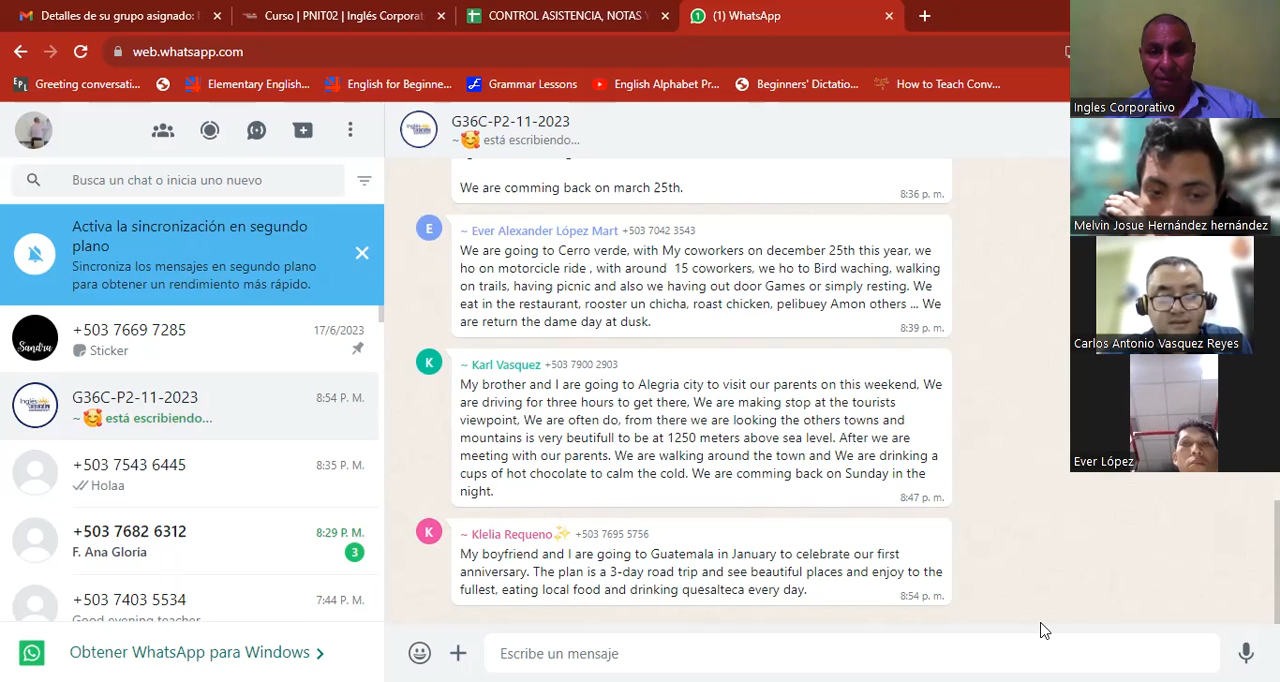 Detalles de su grupo asignado:
Curso | PNIT02 | Inglés Corporat
CONTROL ASISTENCIA, NOTAS Y
(1) WhatsApp
web.whatsapp.com
Greeting conversati...
Elementary English...
English for Beginne...
Grammar Lessons
English Alphabet Pr...
Beginners' Dictatio...
How to Teach Conv...
Busca un chat o inicia uno nuevo
Activa la sincronización en segundo
plano
Sincroniza los mensajes en segundo plano
para obtener un rendimiento más rápido.
+503 7669 7285
17/6/2023
Sandra
Sticker
G36C-P2-11-2023
8:54 P. M.
~🥰 está escribiendo...
+503 7543 6445
8:35 P. M.
Holaa
+503 7682 6312
8:29 P. M.
F. Ana Gloria
3
+503 7403 5534
7:44 P. M.
Good evening teacher
Obtener WhatsApp para Windows
G36C-P2-11-2023
~🥰 está escribiendo...
We are comming back on march 25th.
8:36 p. m.
E
~ Ever Alexander López Mart +503 7042 3543
We are going to Cerro verde, with My coworkers on december 25th this year, we
ho on motorcicle ride , with around 15 coworkers, we ho to Bird waching, walking
on trails, having picnic and also we having out door Games or simply resting. We
eat in the restaurant, rooster un chicha, roast chicken, pelibuey Amon others ... We
are return the dame day at dusk.
8:39 p. m.
K
~ Karl Vasquez +503 7900 2903
My brother and I are going to Alegria city to visit our parents on this weekend, We
are driving for three hours to get there, We are making stop at the tourists
viewpoint, We are often do, from there we are looking the others towns and
mountains is very beutifull to be at 1250 meters above sea level. After we are
meeting with our parents. We are walking around the town and We are drinking a
cups of hot chocolate to calm the cold. We are comming back on Sunday in the
night.
8:47 p. m.
K
~ Klelia Requeno✨ +503 7695 5756
My boyfriend and I are going to Guatemala in January to celebrate our first
anniversary. The plan is a 3-day road trip and see beautiful places and enjoy to the
fullest, eating local food and drinking quesalteca every day.
8:54 p. m.
Escribe un mensaje
Ingles Corporativo
Melvin Josue Hernández hernández
Carlos Antonio Vasquez Reyes
Ever López